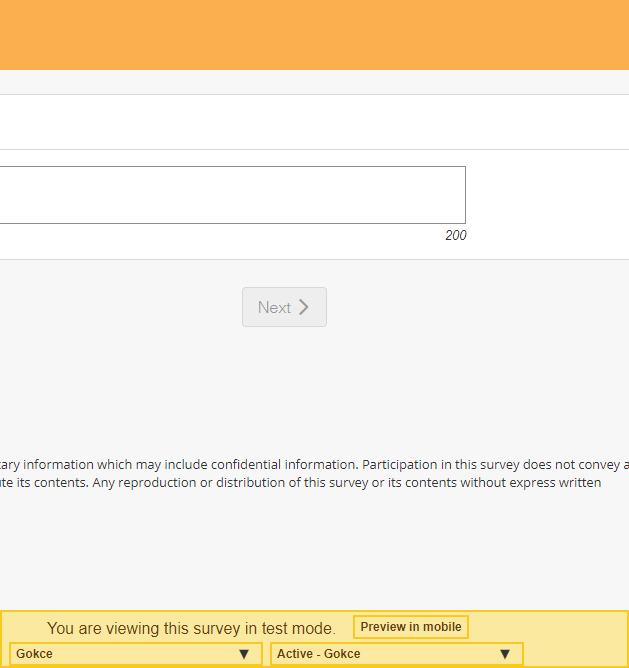 200
Next
information which may include confidential information. Participation in this survey does not convey
its contents. Any reproduction or distribution of this survey or its contents without express written
You are viewing this survey in test mode. Preview in mobile
Gokce ▼ Active - Gokce ▼